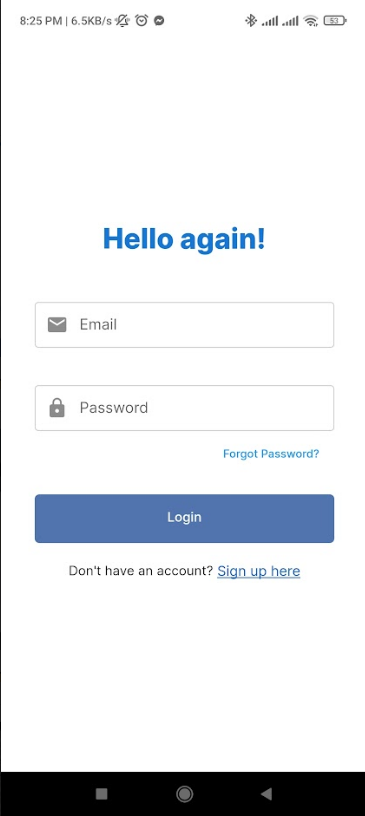 8:25 PM | 6.5KB/s
53
Hello again!
Email
Password
Forgot Password?
Login
Don't have an account? Sign up here